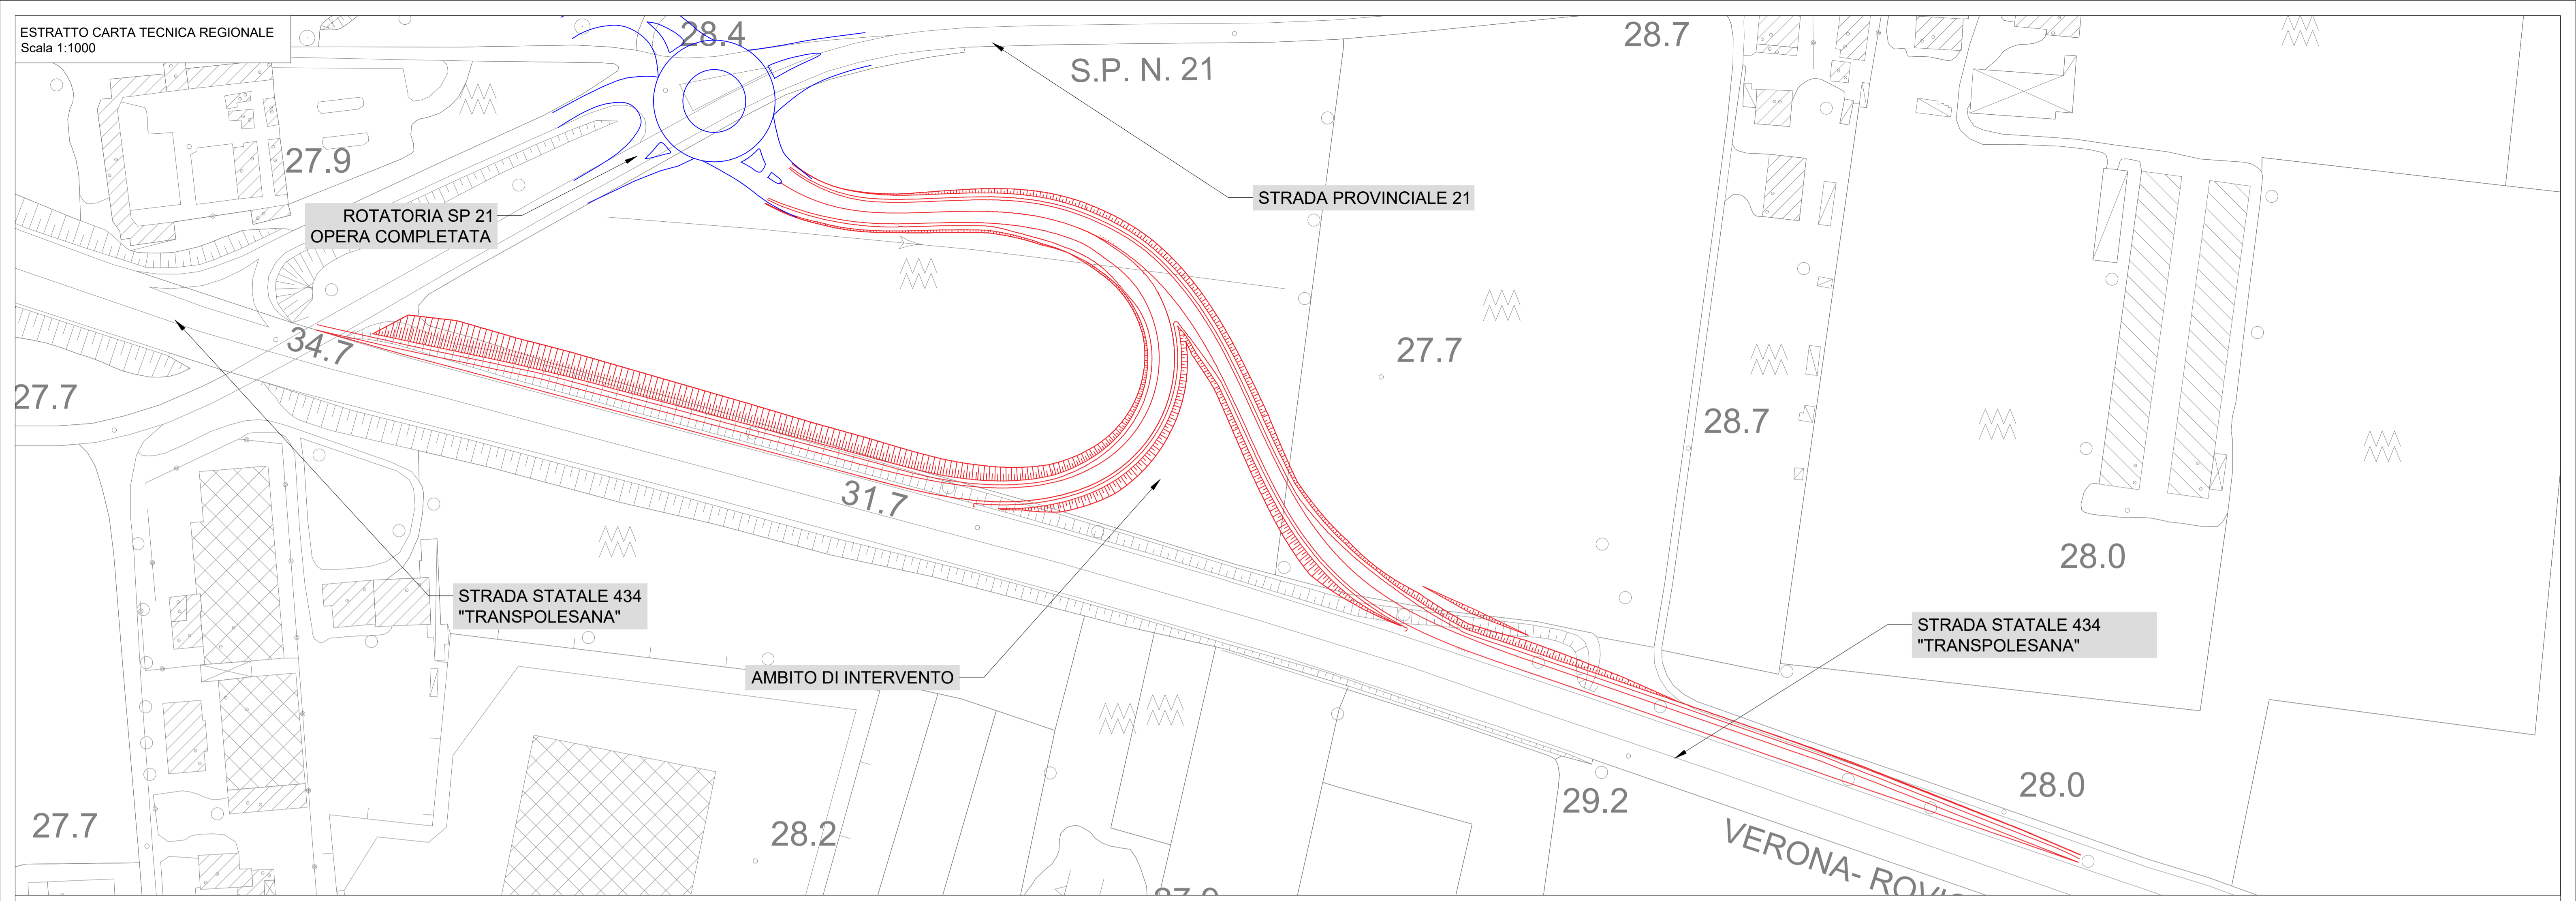 ESTRATTO CARTA TECNICA REGIONALE
Scala 1:1000
28.4
28.7
S.P. N. 21
27.9
STRADA PROVINCIALE 21
ROTATORIA SP 21
OPERA COMPLETATA
34.7
27.7
27.7
28.7
31.7
28.0
STRADA STATALE 434
"TRANSPOLESANA"
STRADA STATALE 434
"TRANSPOLESANA"
AMBITO DI INTERVENTO
28.0
29.2
27.7
28.2
VERONA-